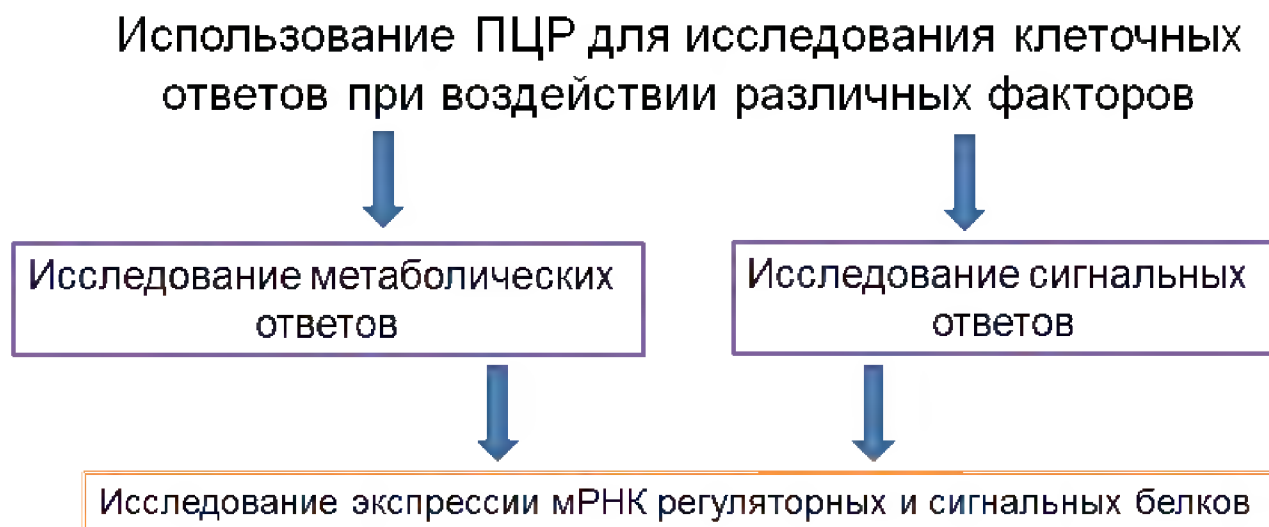 Использование ПЦР для исследования клеточных
ответов при воздействии различных факторов
Исследование метаболических
ответов
Исследование сигнальных
ответов
Исследование экспрессии мРНК регуляторных и сигнальных белков